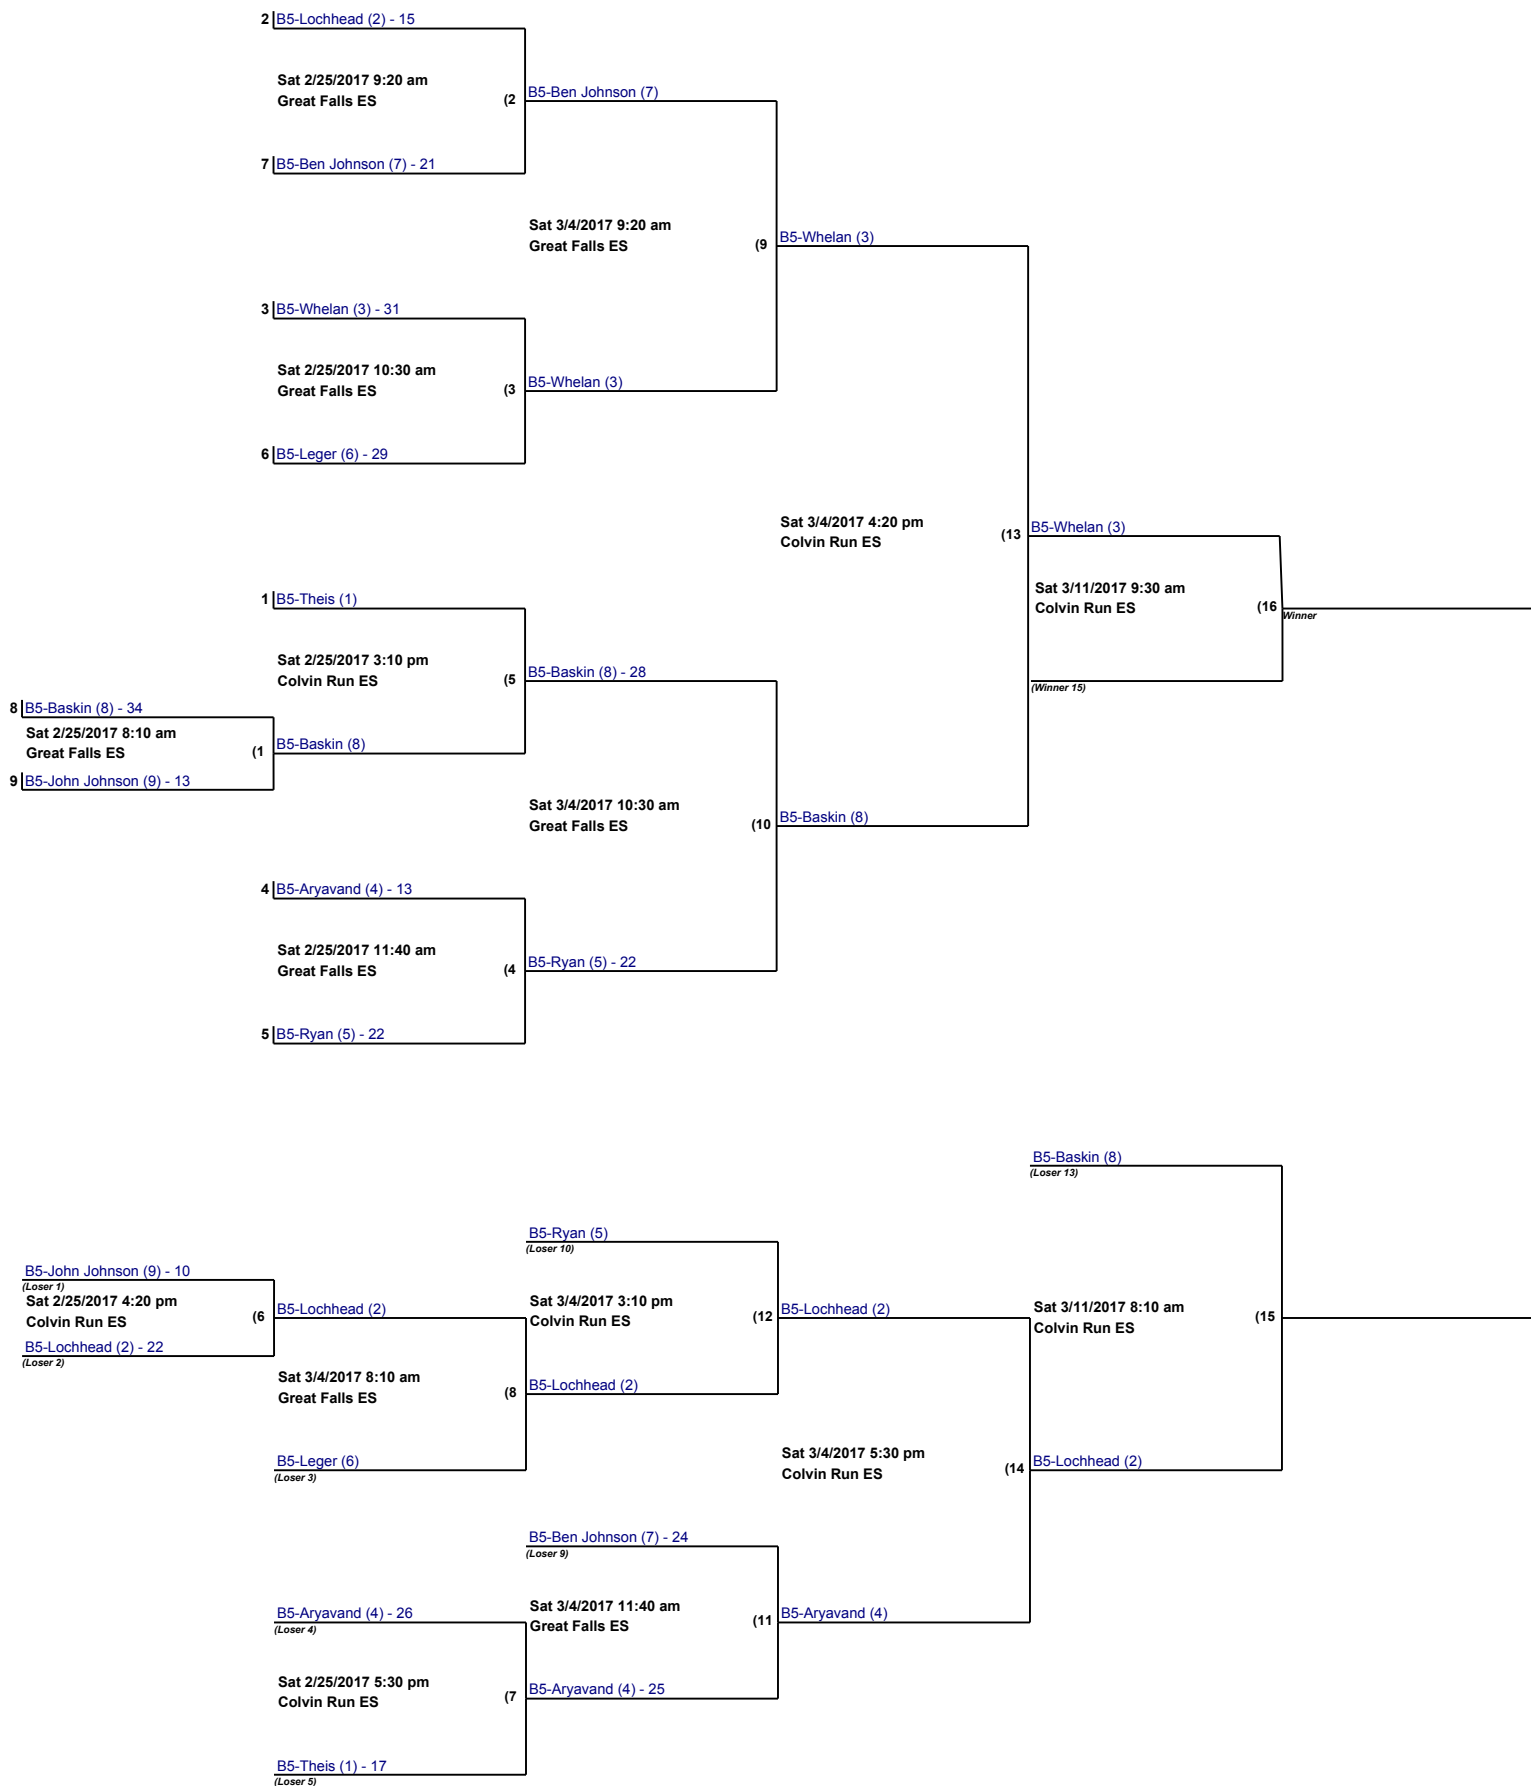 2 B5-Lochhead (2) - 15
Sat 2/25/2017 9:20 am
Great Falls ES
(2
B5-Ben Johnson (7)
7 B5-Ben Johnson (7) - 21
Sat 3/4/2017 9:20 am
Great Falls ES
(9
B5-Whelan (3)
3 B5-Whelan (3) - 31
Sat 2/25/2017 10:30 am
Great Falls ES
(3
B5-Whelan (3)
6 B5-Leger (6) - 29
Sat 3/4/2017 4:20 pm
Colvin Run ES
(13
B5-Whelan (3)
Sat 3/11/2017 9:30 am
Colvin Run ES
(16
Winner
1 B5-Theis (1)
Sat 2/25/2017 3:10 pm
Colvin Run ES
(5
B5-Baskin (8) - 28
(Winner 15)
8 B5-Baskin (8) - 34
Sat 2/25/2017 8:10 am
Great Falls ES
(1
B5-Baskin (8)
9 B5-John Johnson (9) - 13
Sat 3/4/2017 10:30 am
Great Falls ES
(10
B5-Baskin (8)
4 B5-Aryavand (4) - 13
Sat 2/25/2017 11:40 am
Great Falls ES
(4
B5-Ryan (5) - 22
5 B5-Ryan (5) - 22
B5-Baskin (8)
(Loser 13)
B5-Ryan (5)
(Loser 10)
B5-John Johnson (9) - 10
(Loser 1)
Sat 2/25/2017 4:20 pm
Colvin Run ES
(6
B5-Lochhead (2)
Sat 3/4/2017 3:10 pm
Colvin Run ES
(12
B5-Lochhead (2)
Sat 3/11/2017 8:10 am
Colvin Run ES
(15
B5-Lochhead (2) - 22
(Loser 2)
Sat 3/4/2017 8:10 am
Great Falls ES
(8
B5-Lochhead (2)
B5-Leger (6)
(Loser 3)
Sat 3/4/2017 5:30 pm
Colvin Run ES
(14
B5-Lochhead (2)
B5-Ben Johnson (7) - 24
(Loser 9)
B5-Aryavand (4) - 26
(Loser 4)
Sat 3/4/2017 11:40 am
Great Falls ES
(11
B5-Aryavand (4)
Sat 2/25/2017 5:30 pm
Colvin Run ES
(7
B5-Aryavand (4) - 25
B5-Theis (1) - 17
(Loser 5)